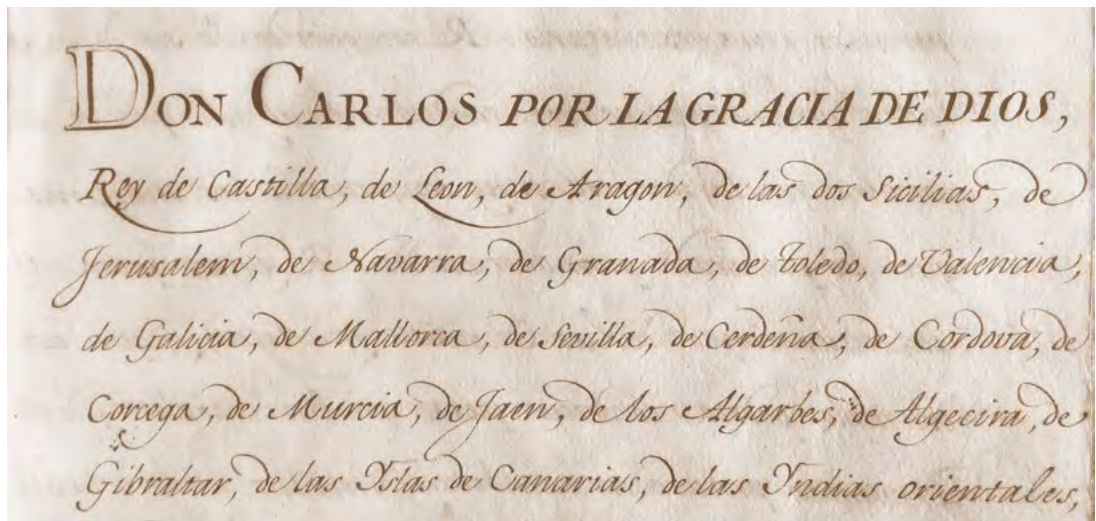 DON CARLOS POR LA GRACIA DE DIOS,
Rey de Castilla, de Leon, de Aragon, de las dos Sicilias, de
Jerusalem, de Navarra, de Granada, de Toledo, de Valencia,
de Galicia, de Mallorca, de Sevilla, de Cerdeña, de Cordova, de
Corcega, de Murcia, de Jaen, de los Algarbes, de Algecira, de
Gibraltar, de las Yslas de Canarias, de las Yndias orientales,